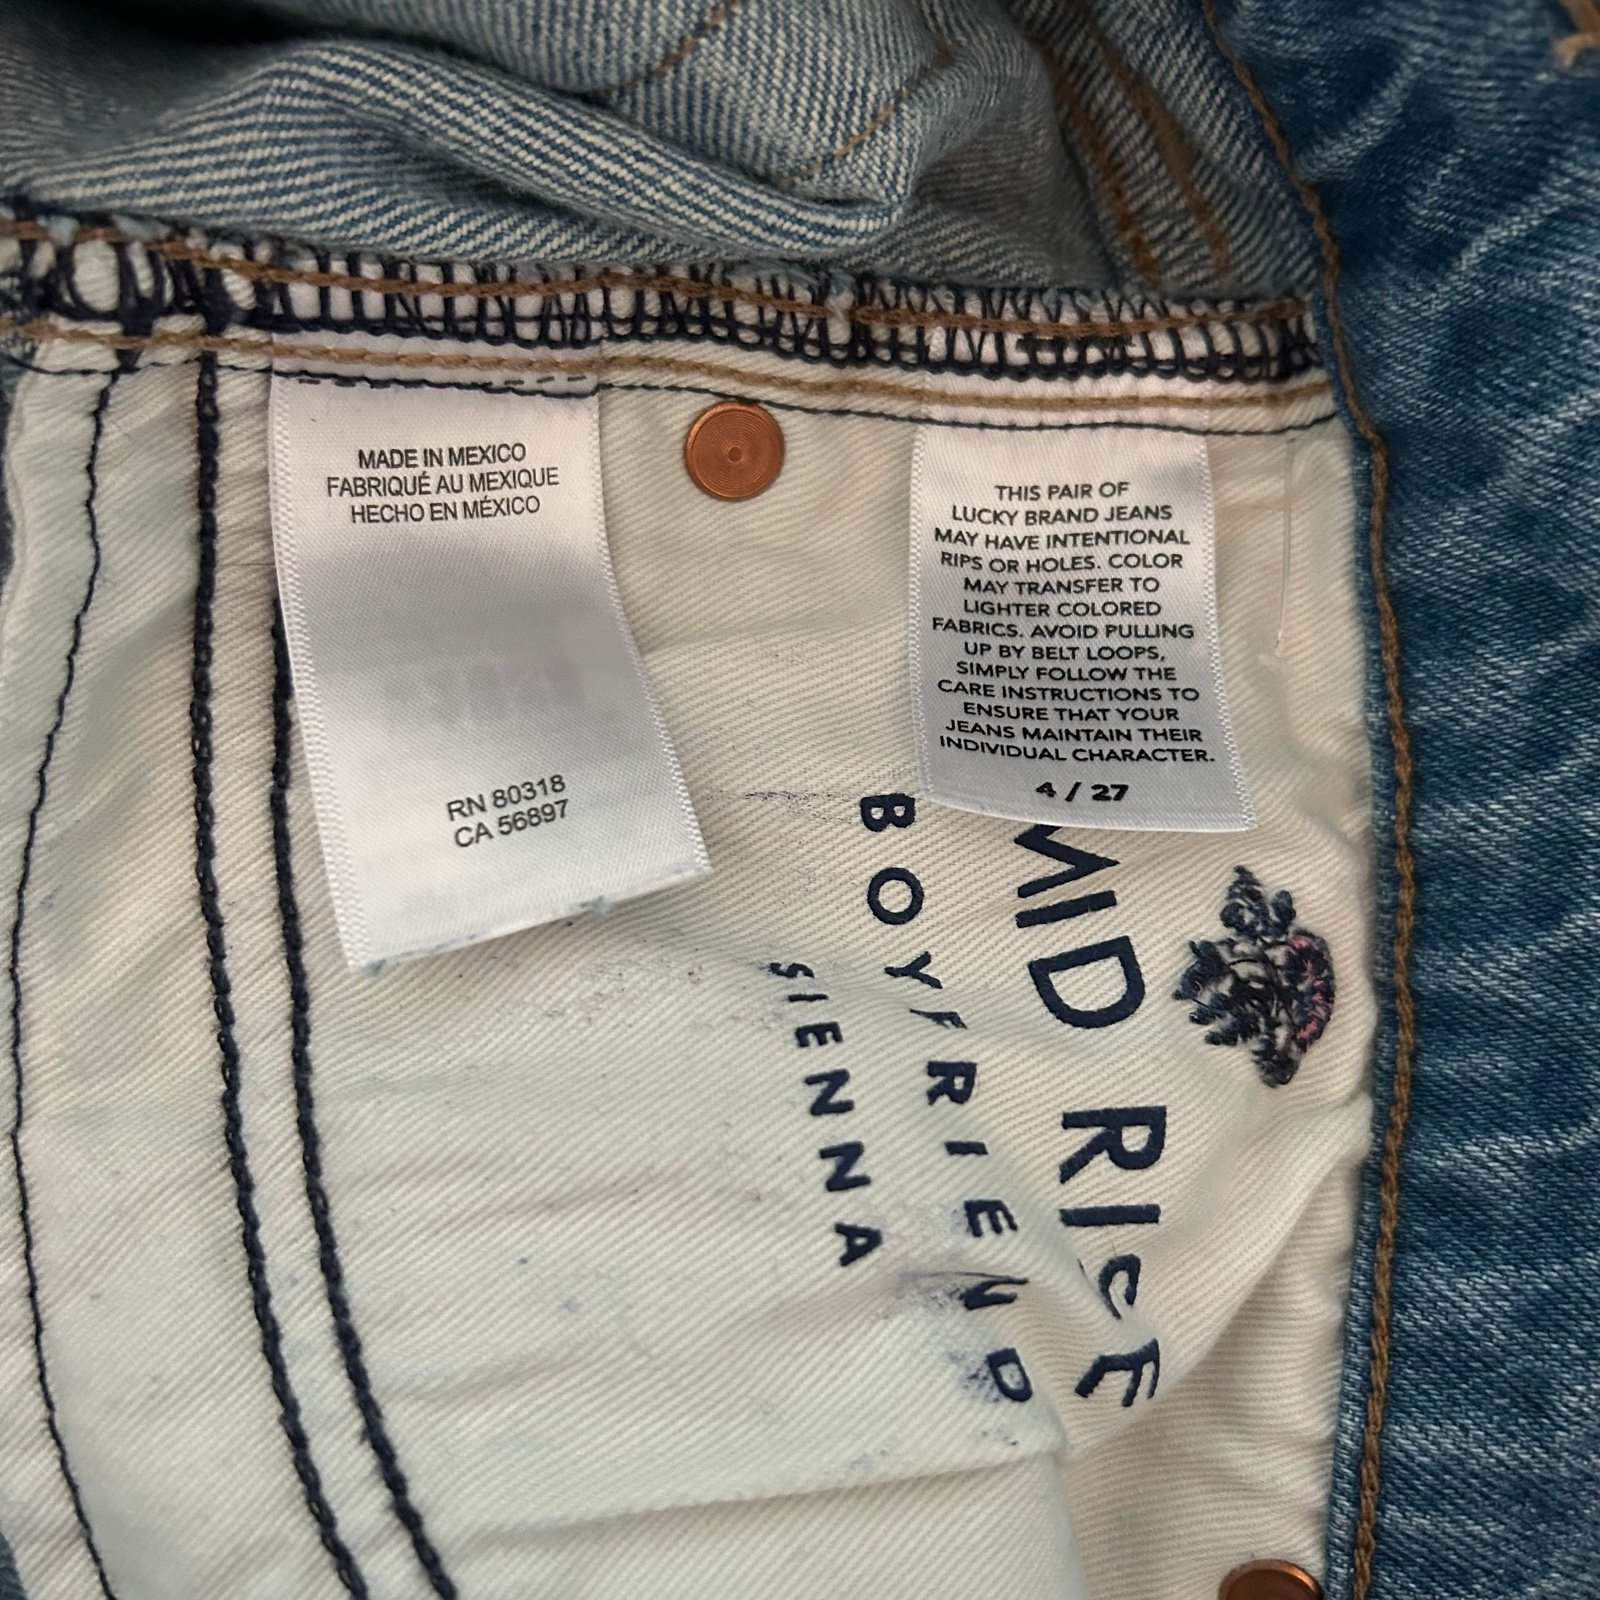 MADE IN MEXICO
FABRIQUÉ AU MEXIQUE
HECHO EN MÉXICO
RN 80318
CA 56897
THIS PAIR OF
LUCKY BRAND JEANS
MAY HAVE INTENTIONAL
RIPS OR HOLES. COLOR
MAY TRANSFER TO
LIGHTER COLORED
FABRICS. AVOID PULLING
UP BY BELT LOOPS,
SIMPLY FOLLOW THE
CARE INSTRUCTIONS TO
ENSURE THAT YOUR
JEANS MAINTAIN THEIR
INDIVIDUAL CHARACTER.
4 / 27
MID RISE
BOYFRIEND
SIENNA